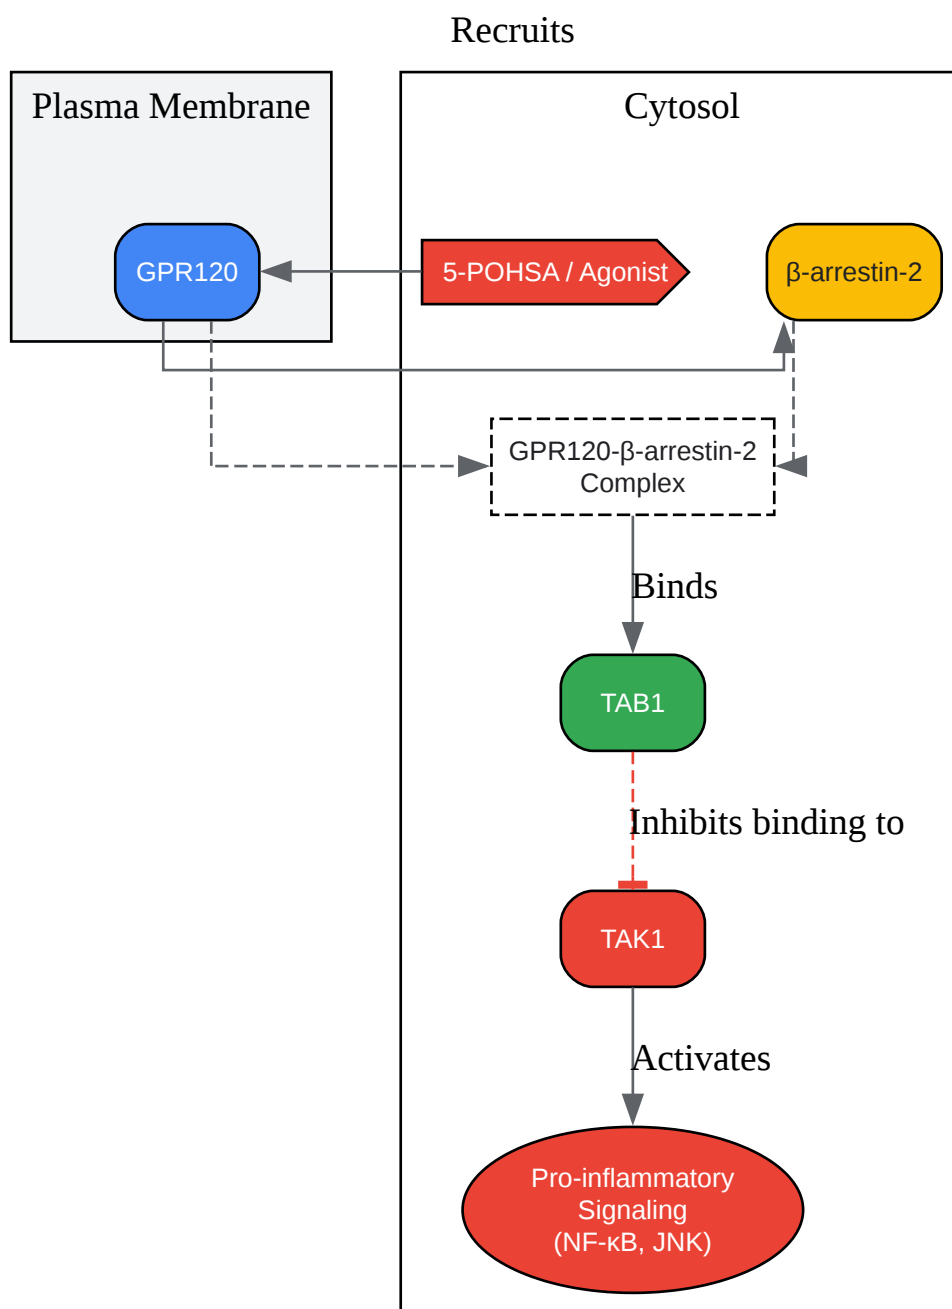 Recruits
Plasma Membrane
Cytosol
GPR120
5-POHSA / Agonist
β-arrestin-2
GPR120-β-arrestin-2
Complex
Binds
TAB1
Inhibits binding to
TAK1
Activates
Pro-inflammatory
Signaling
(NF-κB, JNK)